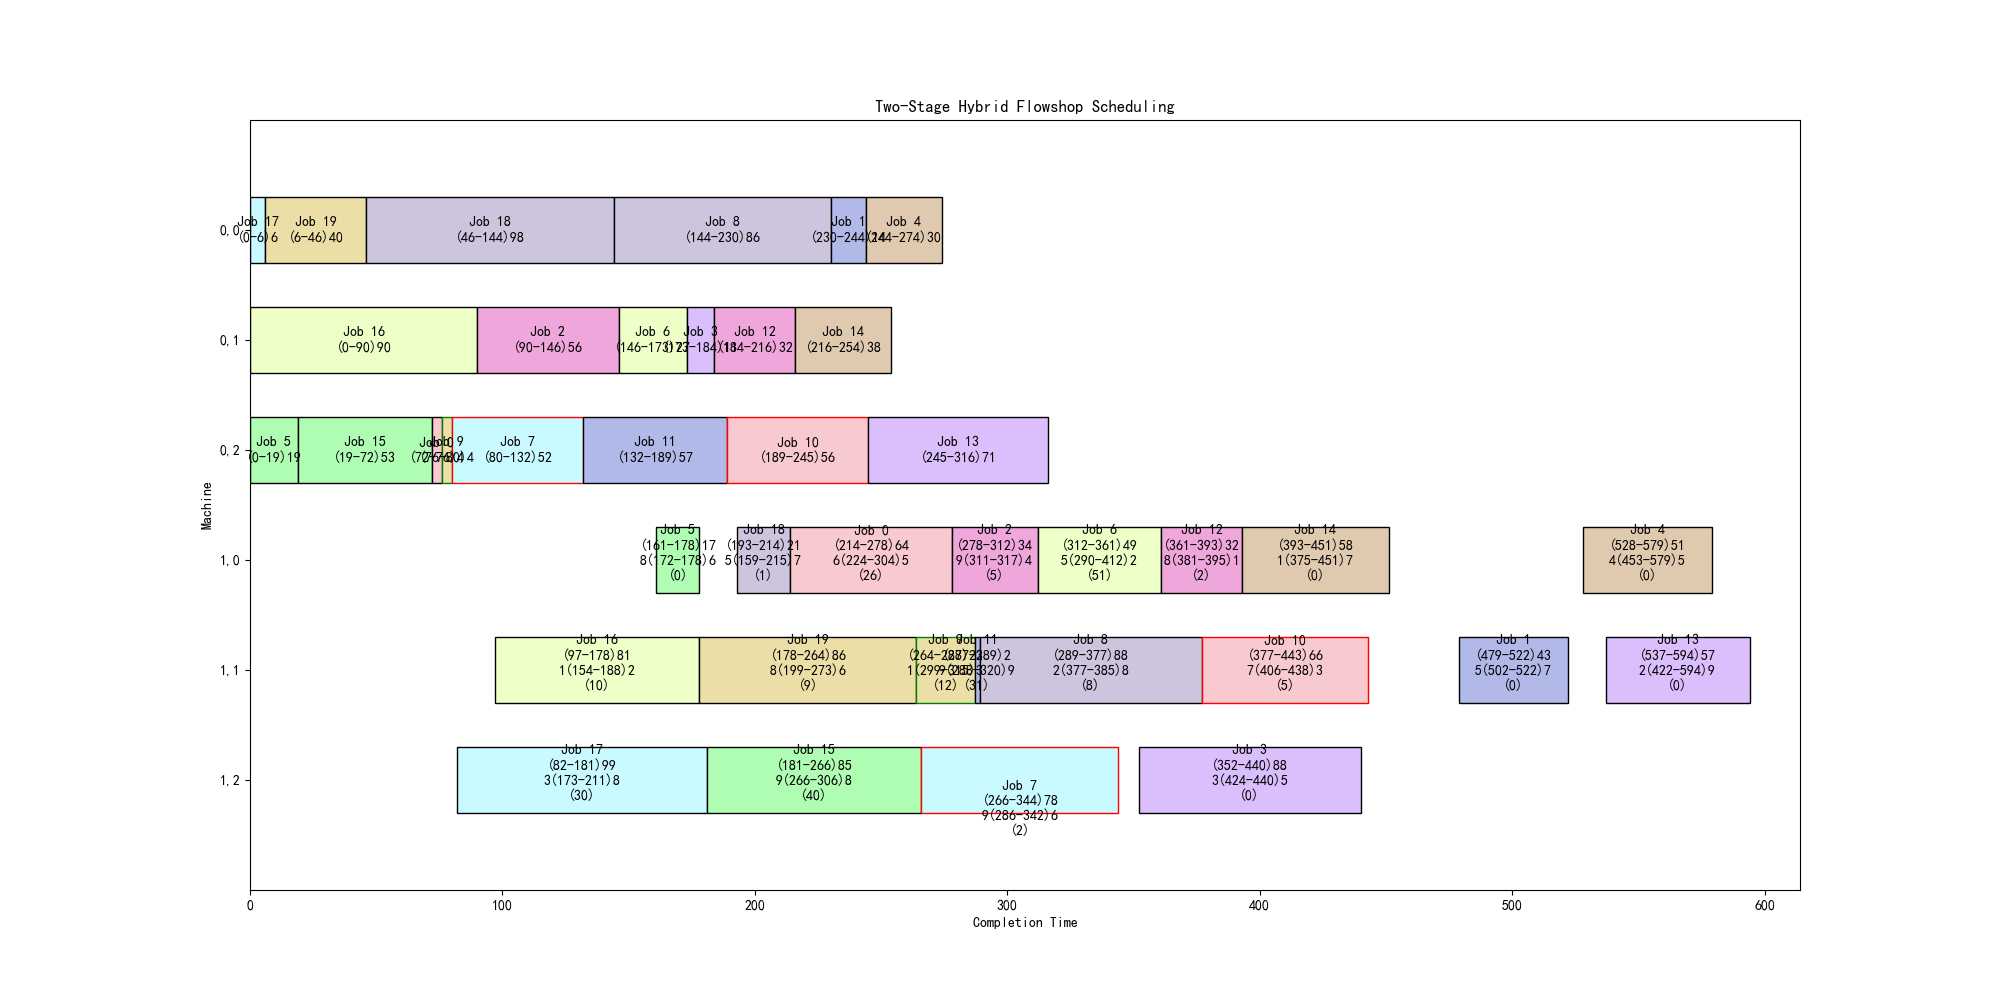 Two-Stage Hybrid Flowshop Scheduling
Machine
0,0
Job 17
(0-6)6
Job 19
(6-46)40
Job 18
(46-144)98
Job 8
(144-230)86
Job 1
(230-244)14
Job 4
(244-274)30
0,1
Job 16
(0-90)90
Job 2
(90-146)56
Job 6
(146-173)27
Job 3
(173-184)11
Job 12
(184-216)32
Job 14
(216-254)38
0,2
Job 5
(0-19)19
Job 15
(19-72)53
Job 0
(72-76)4
Job 9
(76-80)4
Job 7
(80-132)52
Job 11
(132-189)57
Job 10
(189-245)56
Job 13
(245-316)71
1,0
Job 5
(161-178)17
8(172-178)6
(0)
Job 18
(193-214)21
5(159-215)7
(1)
Job 0
(214-278)64
6(224-304)5
(26)
Job 2
(278-312)34
9(311-317)4
(5)
Job 6
(312-361)49
5(290-412)2
(51)
Job 12
(361-393)32
8(381-395)1
(2)
Job 14
(393-451)58
1(375-451)7
(0)
Job 4
(528-579)51
4(453-579)5
(0)
1,1
Job 16
(97-178)81
1(154-188)2
(10)
Job 19
(178-264)86
8(199-273)6
(9)
Job 9
(264-287)23
(12)
Job 11
(287-289)2
(31)
Job 8
(289-377)88
2(377-385)8
(8)
Job 10
(377-443)66
7(406-438)3
(5)
Job 1
(479-522)43
5(502-522)7
(0)
Job 13
(537-594)57
2(422-594)9
(0)
1,2
Job 17
(82-181)99
3(173-211)8
(30)
Job 15
(181-266)85
9(266-306)8
(40)
Job 7
(266-344)78
9(286-342)6
(2)
Job 3
(352-440)88
3(424-440)5
(0)
0
100
200
300
400
500
600
Completion Time